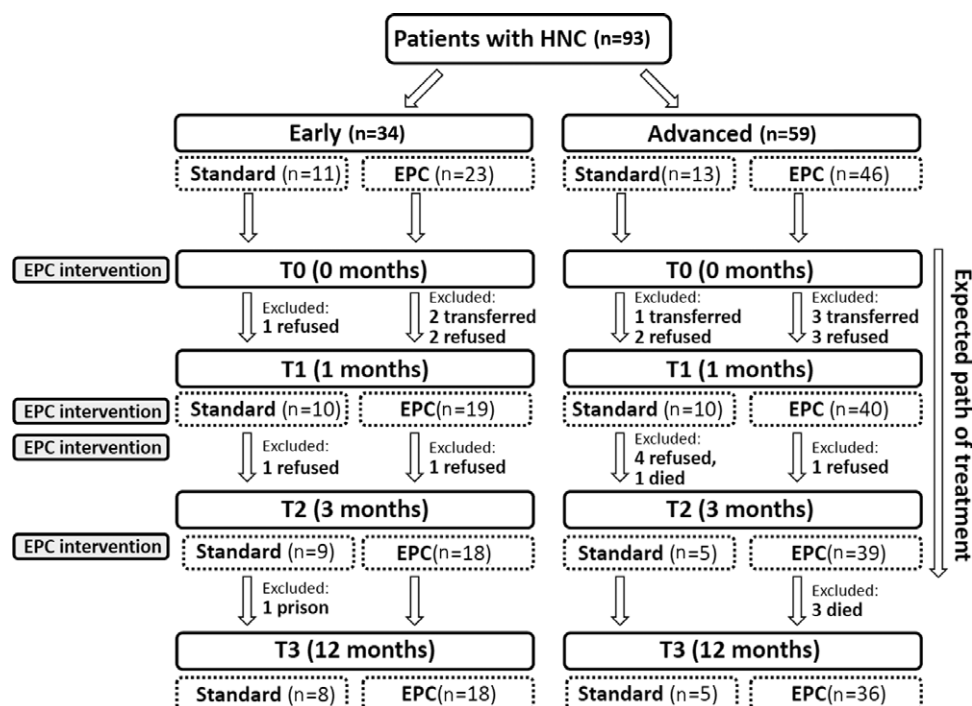 Patients with HNC (n=93)
Early (n=34)
Advanced (n=59)
Standard (n=11)
EPC (n=23)
Standard(n=13)
EPC (n=46)
EPC intervention
T0 (0 months)
T0 (0 months)
Excluded:
1 refused
Excluded:
2 transferred
2 refused
Excluded:
1 transferred
2 refused
Excluded:
3 transferred
3 refused
T1 (1 months)
T1 (1 months)
EPC intervention
Standard (n=10)
EPC(n=19)
Standard (n=10)
EPC (n=40)
EPC intervention
Excluded:
1 refused
Excluded:
1 refused
Excluded:
4 refused,
1 died
Excluded:
1 refused
T2 (3 months)
T2 (3 months)
EPC intervention
Standard (n=9)
EPC(n=18)
Standard (n=5)
EPC(n=39)
Excluded:
1 prison
Excluded:
3 died
T3 (12 months)
T3 (12 months)
Standard (n=8)
EPC(n=18)
Standard (n=5)
EPC(n=36)
Expected path of treatment